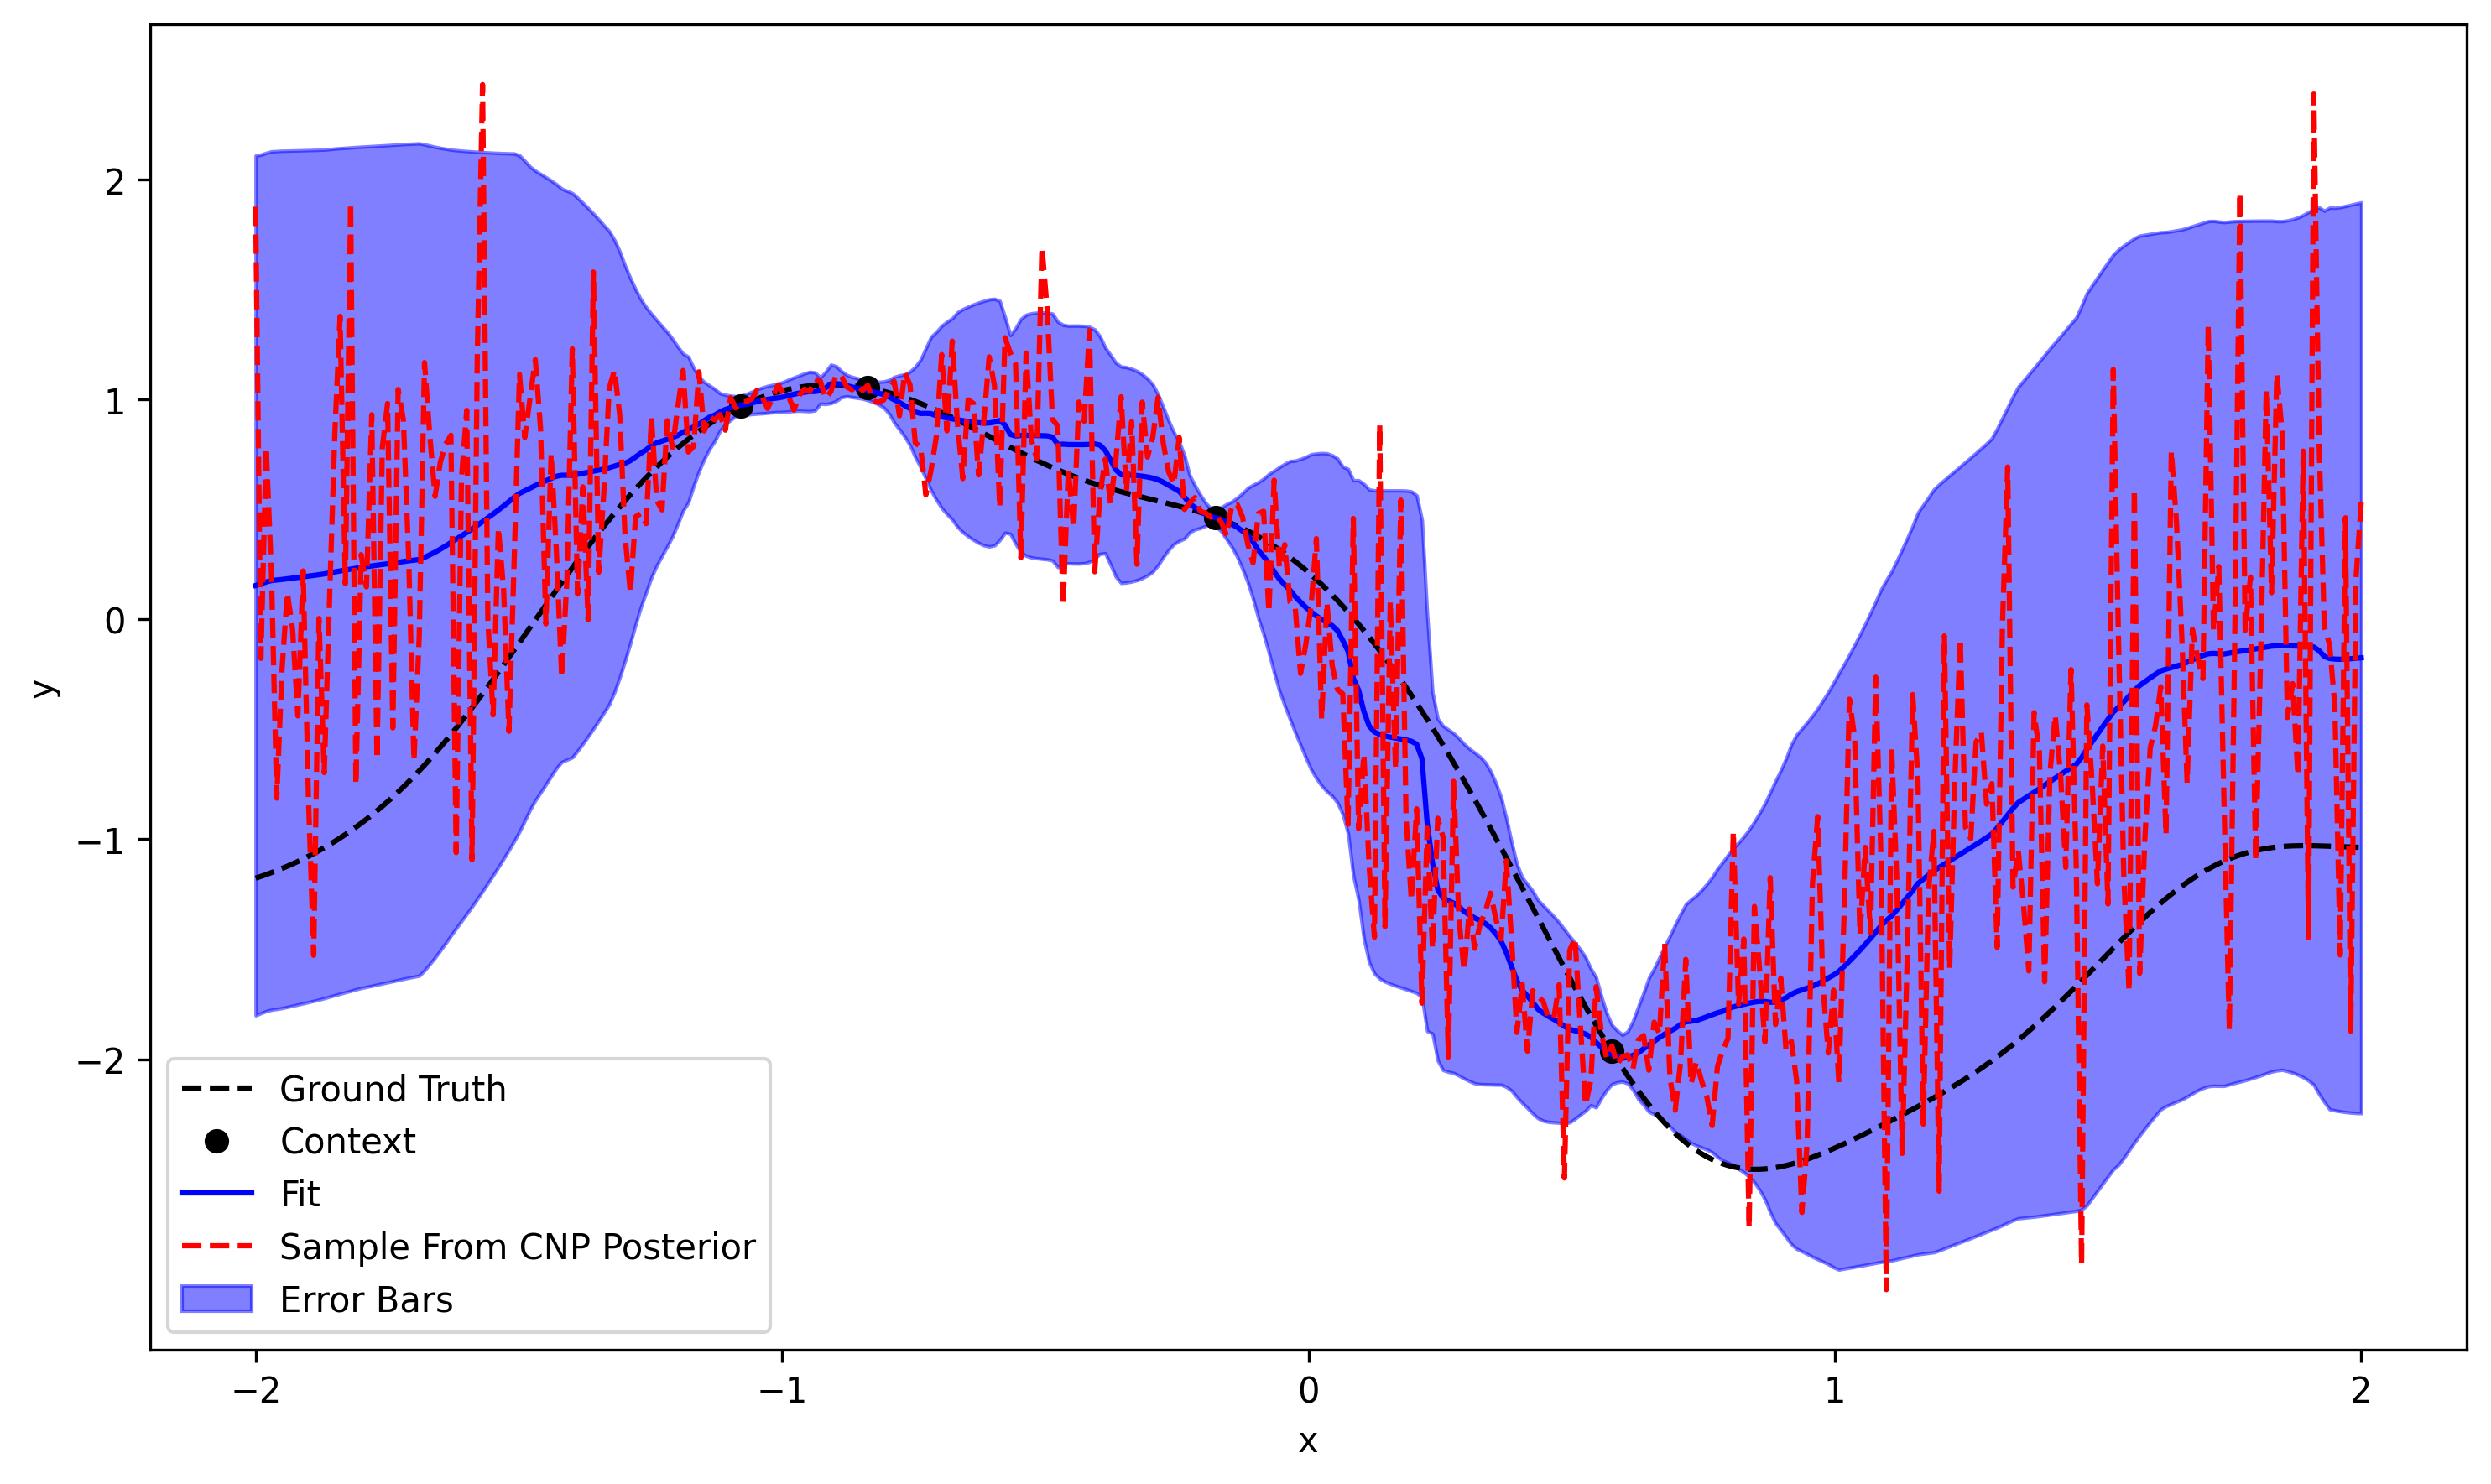 2
1
0
−1
−2
y
Ground Truth
Context
Fit
Sample From CNP Posterior
Error Bars
−2 −1 0 1 2
x